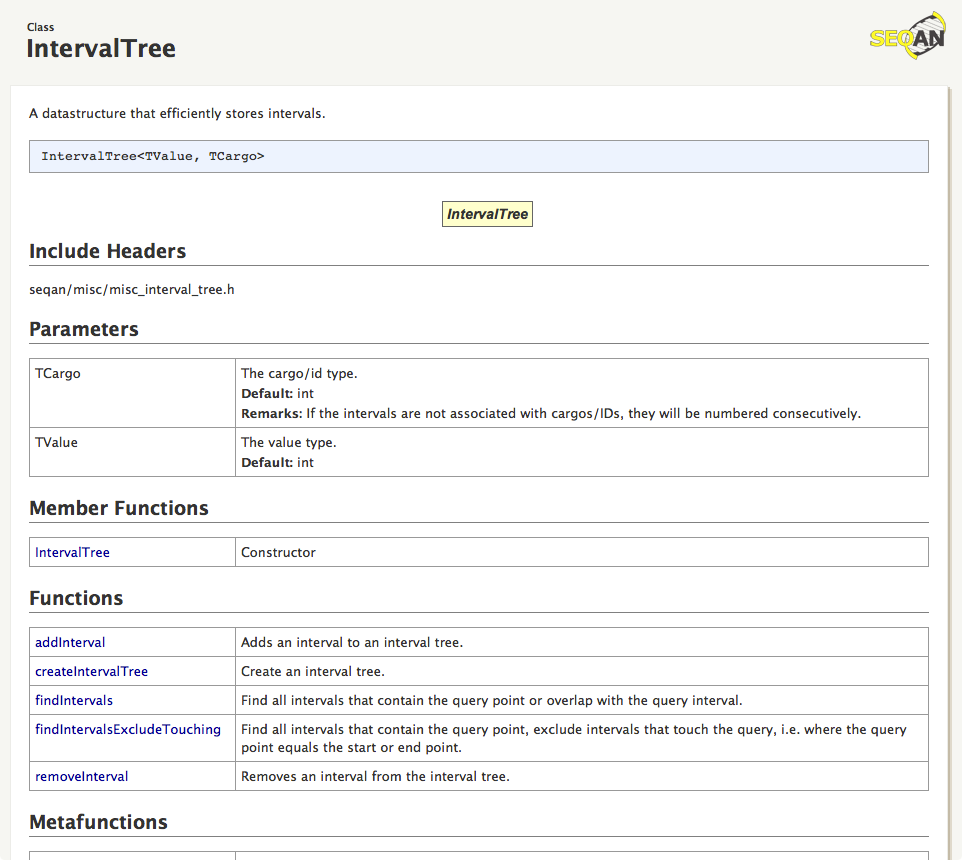 Class
IntervalTree
SEQAN
A datastructure that efficiently stores intervals.
IntervalTree<TValue, TCargo>
IntervalTree
Include Headers
seqan/misc/misc_interval_tree.h
Parameters
TCargo
The cargo/id type.
Default: int
Remarks: If the intervals are not associated with cargos/IDs, they will be numbered consecutively.
TValue
The value type.
Default: int
Member Functions
IntervalTree
Constructor
Functions
addInterval
Adds an interval to an interval tree.
createIntervalTree
Create an interval tree.
findIntervals
Find all intervals that contain the query point or overlap with the query interval.
findIntervalsExcludeTouching
Find all intervals that contain the query point, exclude intervals that touch the query, i.e. where the query
point equals the start or end point.
removeInterval
Removes an interval from the interval tree.
Metafunctions